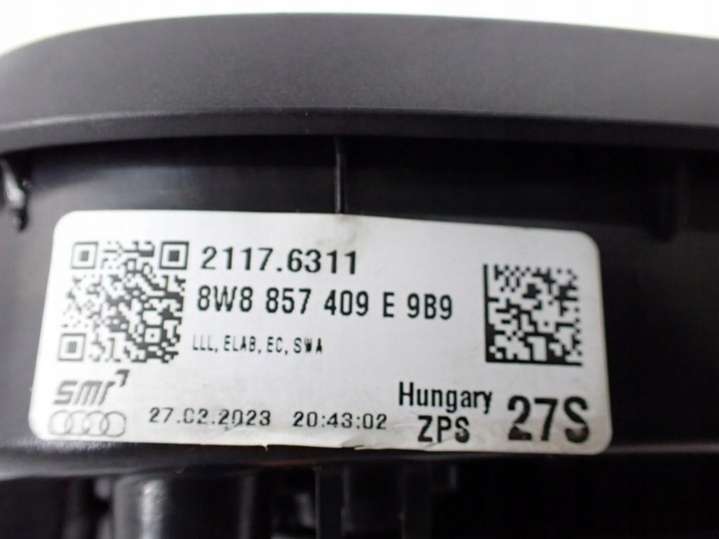 2117.6311
8W8 857 409 E 9B9
LLL, ELAB, EC, SWA
smr
27.02.2023 20:43:02
Hungary
ZPS
27S